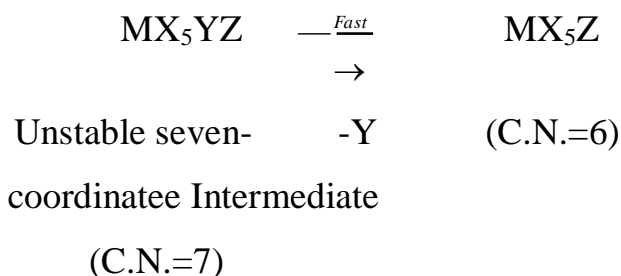 MX₅YZ —Fast MX₅Z
→
Unstable seven- -Y (C.N.=6)
coordinatee Intermediate
(C.N.=7)